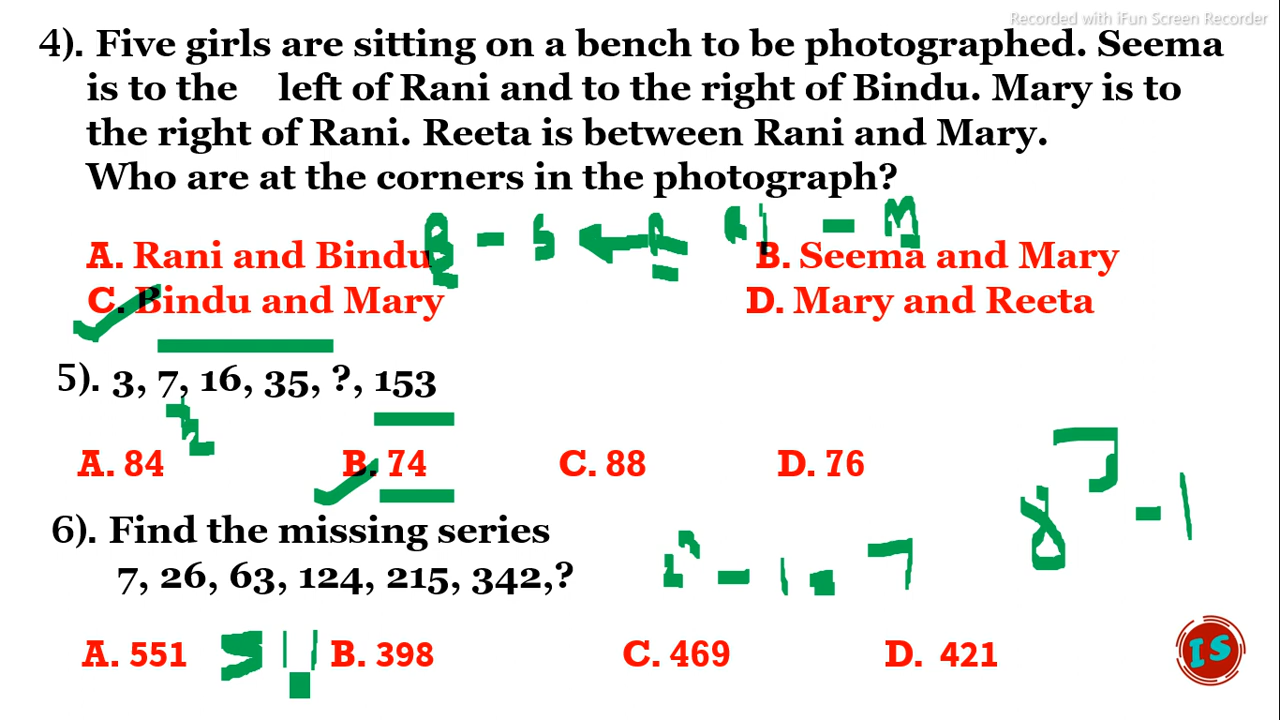 Recorded with iFun Screen Recorder
4). Five girls are sitting on a bench to be photographed. Seema
is to the left of Rani and to the right of Bindu. Mary is to
the right of Rani. Reeta is between Rani and Mary.
Who are at the corners in the photograph?
B - S ← R - M
A. Rani and Bindu B. Seema and Mary
C. Bindu and Mary D. Mary and Reeta
5). 3, 7, 16, 35, ?, 153
A. 84 B. 74 C. 88 D. 76
6). Find the missing series
7, 26, 63, 124, 215, 342,?
8 - 1
- 1 = 7
A. 551 B. 398 C. 469 D. 421
IS